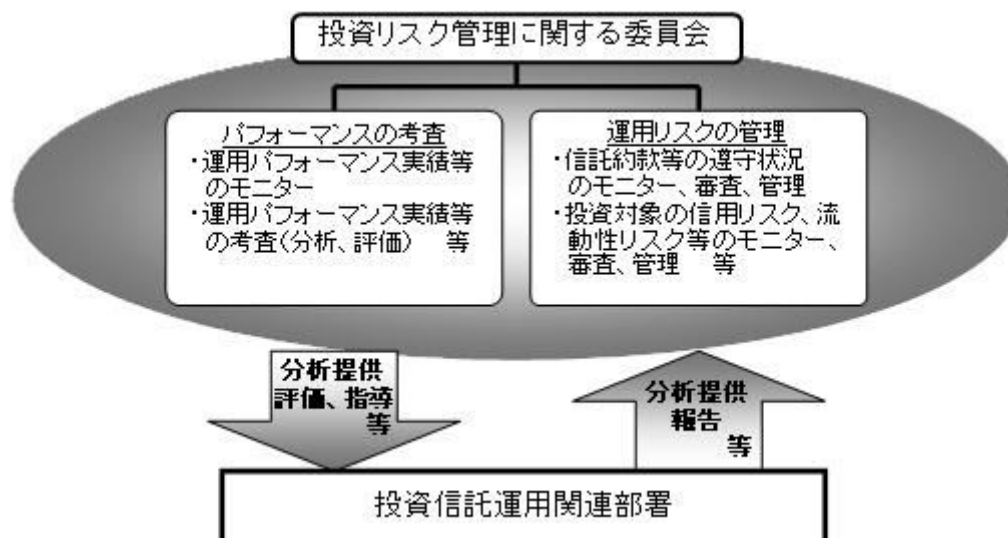 投資リスク管理に関する委員会
パフォーマンスの考査
・運用パフォーマンス実績等
のモニター
・運用パフォーマンス実績等
の考査(分析、評価) 等
運用リスクの管理
・信託約款等の遵守状況
のモニター、審査、管理
・投資対象の信用リスク、流
動性リスク等のモニター、
審査、管理 等
分析提供
評価、指導
等
分析提供
報告
等
投資信託運用関連部署